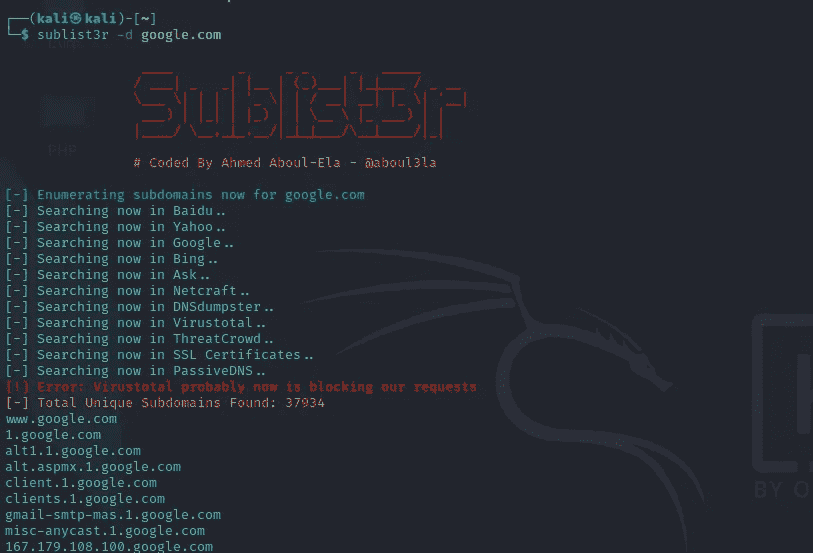 ┌──(kali㉿kali)-[~]
└─$ sublist3r -d google.com
Sublist3r
# Coded By Ahmed Aboul-Ela - @aboul3la
[-] Enumerating subdomains now for google.com
[-] Searching now in Baidu..
[-] Searching now in Yahoo..
[-] Searching now in Google..
[-] Searching now in Bing..
[-] Searching now in Ask..
[-] Searching now in Netcraft..
[-] Searching now in DNSdumpster..
[-] Searching now in Virustotal..
[-] Searching now in ThreatCrowd..
[-] Searching now in SSL Certificates..
[-] Searching now in PassiveDNS..
[!] Error: Virustotal probably now is blocking our requests
[-] Total Unique Subdomains Found: 37934
www.google.com
1.google.com
alt1.1.google.com
alt.aspmx.1.google.com
client.1.google.com
clients.1.google.com
gmail-smtp-mas.1.google.com
misc-anycast.1.google.com
167.179.108.100.google.com
PHP
BY O